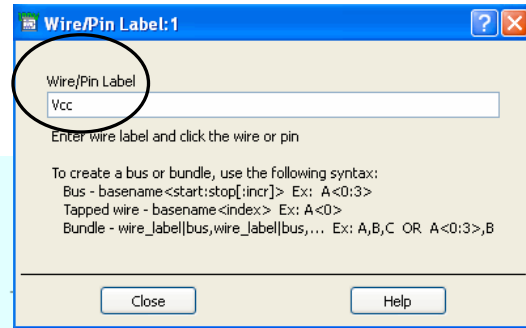 Wire/Pin Label:1
Wire/Pin Label
Vcc
Enter wire label and click the wire or pin
To create a bus or bundle, use the following syntax:
Bus - basename<start:stop[:incr]> Ex: A<0:3>
Tapped wire - basename<index> Ex: A<0>
Bundle - wire_label|bus,wire_label|bus,... Ex: A,B,C OR A<0:3>,B
Close Help